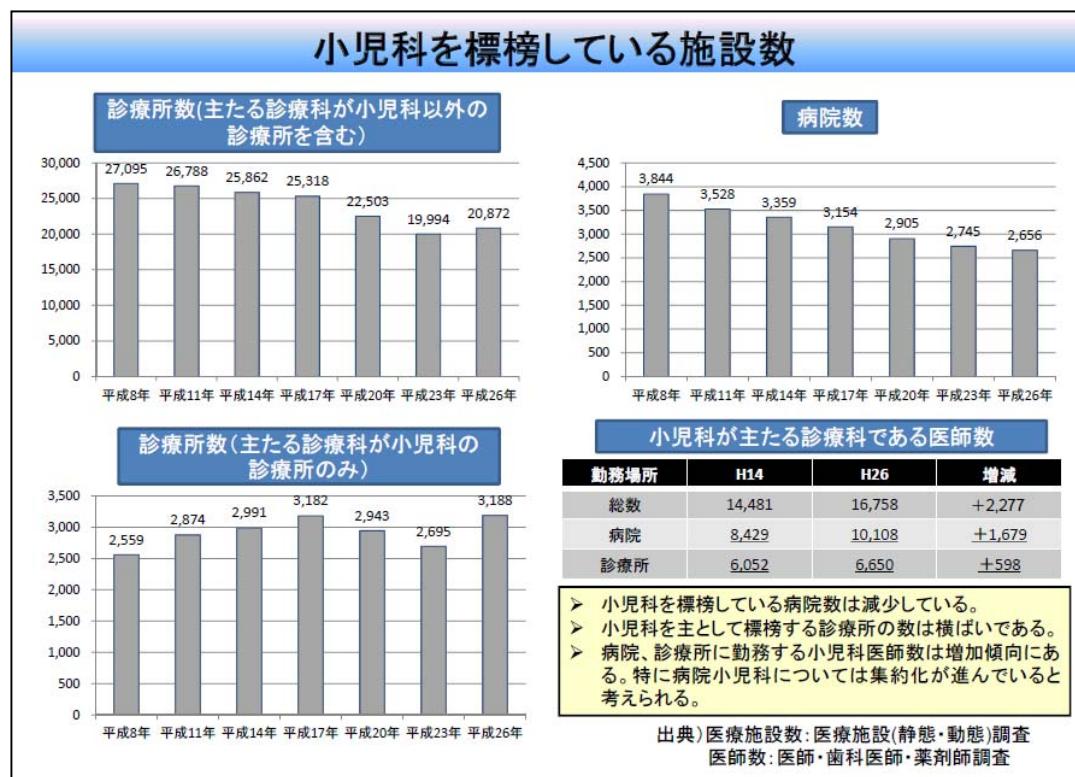 小児科を標榜している施設数
診療所数(主たる診療科が小児科以外の
診療所を含む)
30,000
25,000
20,000
15,000
10,000
5,000
0
27,095
26,788
25,862
25,318
22,503
19,994
20,872
平成8年 平成11年 平成14年 平成17年 平成20年 平成23年 平成26年
病院数
4,500
4,000
3,500
3,000
2,500
2,000
1,500
1,000
500
0
3,844
3,528
3,359
3,154
2,905
2,745
2,656
平成8年 平成11年 平成14年 平成17年 平成20年 平成23年 平成26年
診療所数(主たる診療科が小児科の
診療所のみ)
3,500
3,000
2,500
2,000
1,500
1,000
500
0
2,559
2,874
2,991
3,182
2,943
2,695
3,188
平成8年 平成11年 平成14年 平成17年 平成20年 平成23年 平成26年
小児科が主たる診療科である医師数
勤務場所 H14 H26 増減
総数 14,481 16,758 +2,277
病院 8,429 10,108 +1,679
診療所 6,052 6,650 +598
➢ 小児科を標榜している病院数は減少している。
➢ 小児科を主として標榜する診療所の数は横ばいである。
➢ 病院、診療所に勤務する小児科医師数は増加傾向にあ
る。特に病院小児科については集約化が進んでいると
考えられる。
出典)医療施設数:医療施設(静態・動態)調査
医師数:医師・歯科医師・薬剤師調査